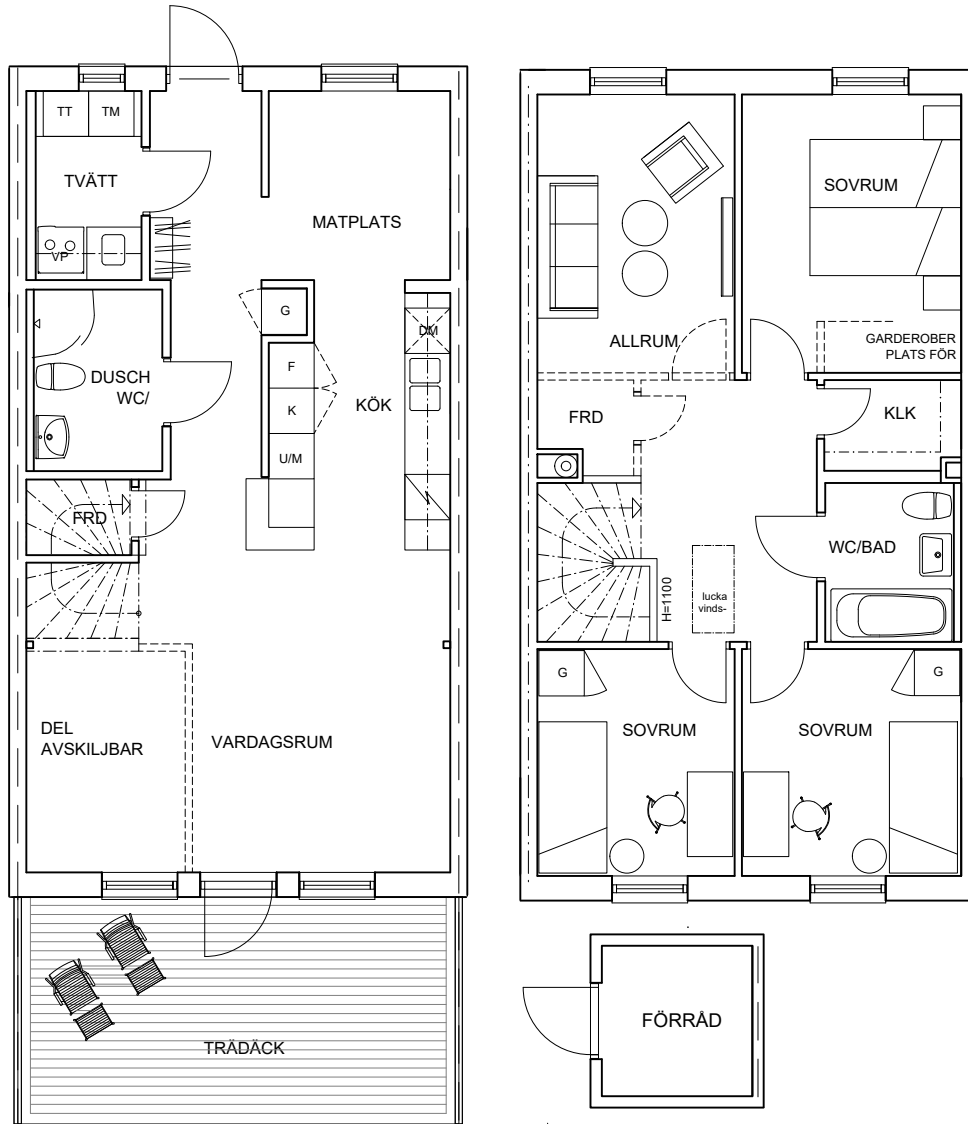 TT
TM
TVÄTT
VP
MATPLATS
G
DM
F
K
U/M
KÖK
DUSCH
WC/
FRD
DEL
AVSKILJBAR
VARDAGSRUM
TRÄDÄCK
SOVRUM
ALLRUM
GARDEROBER
PLATS FÖR
FRD
KLK
WC/BAD
H=1100
lucka
vinds-
G
G
SOVRUM
SOVRUM
FÖRRÅD